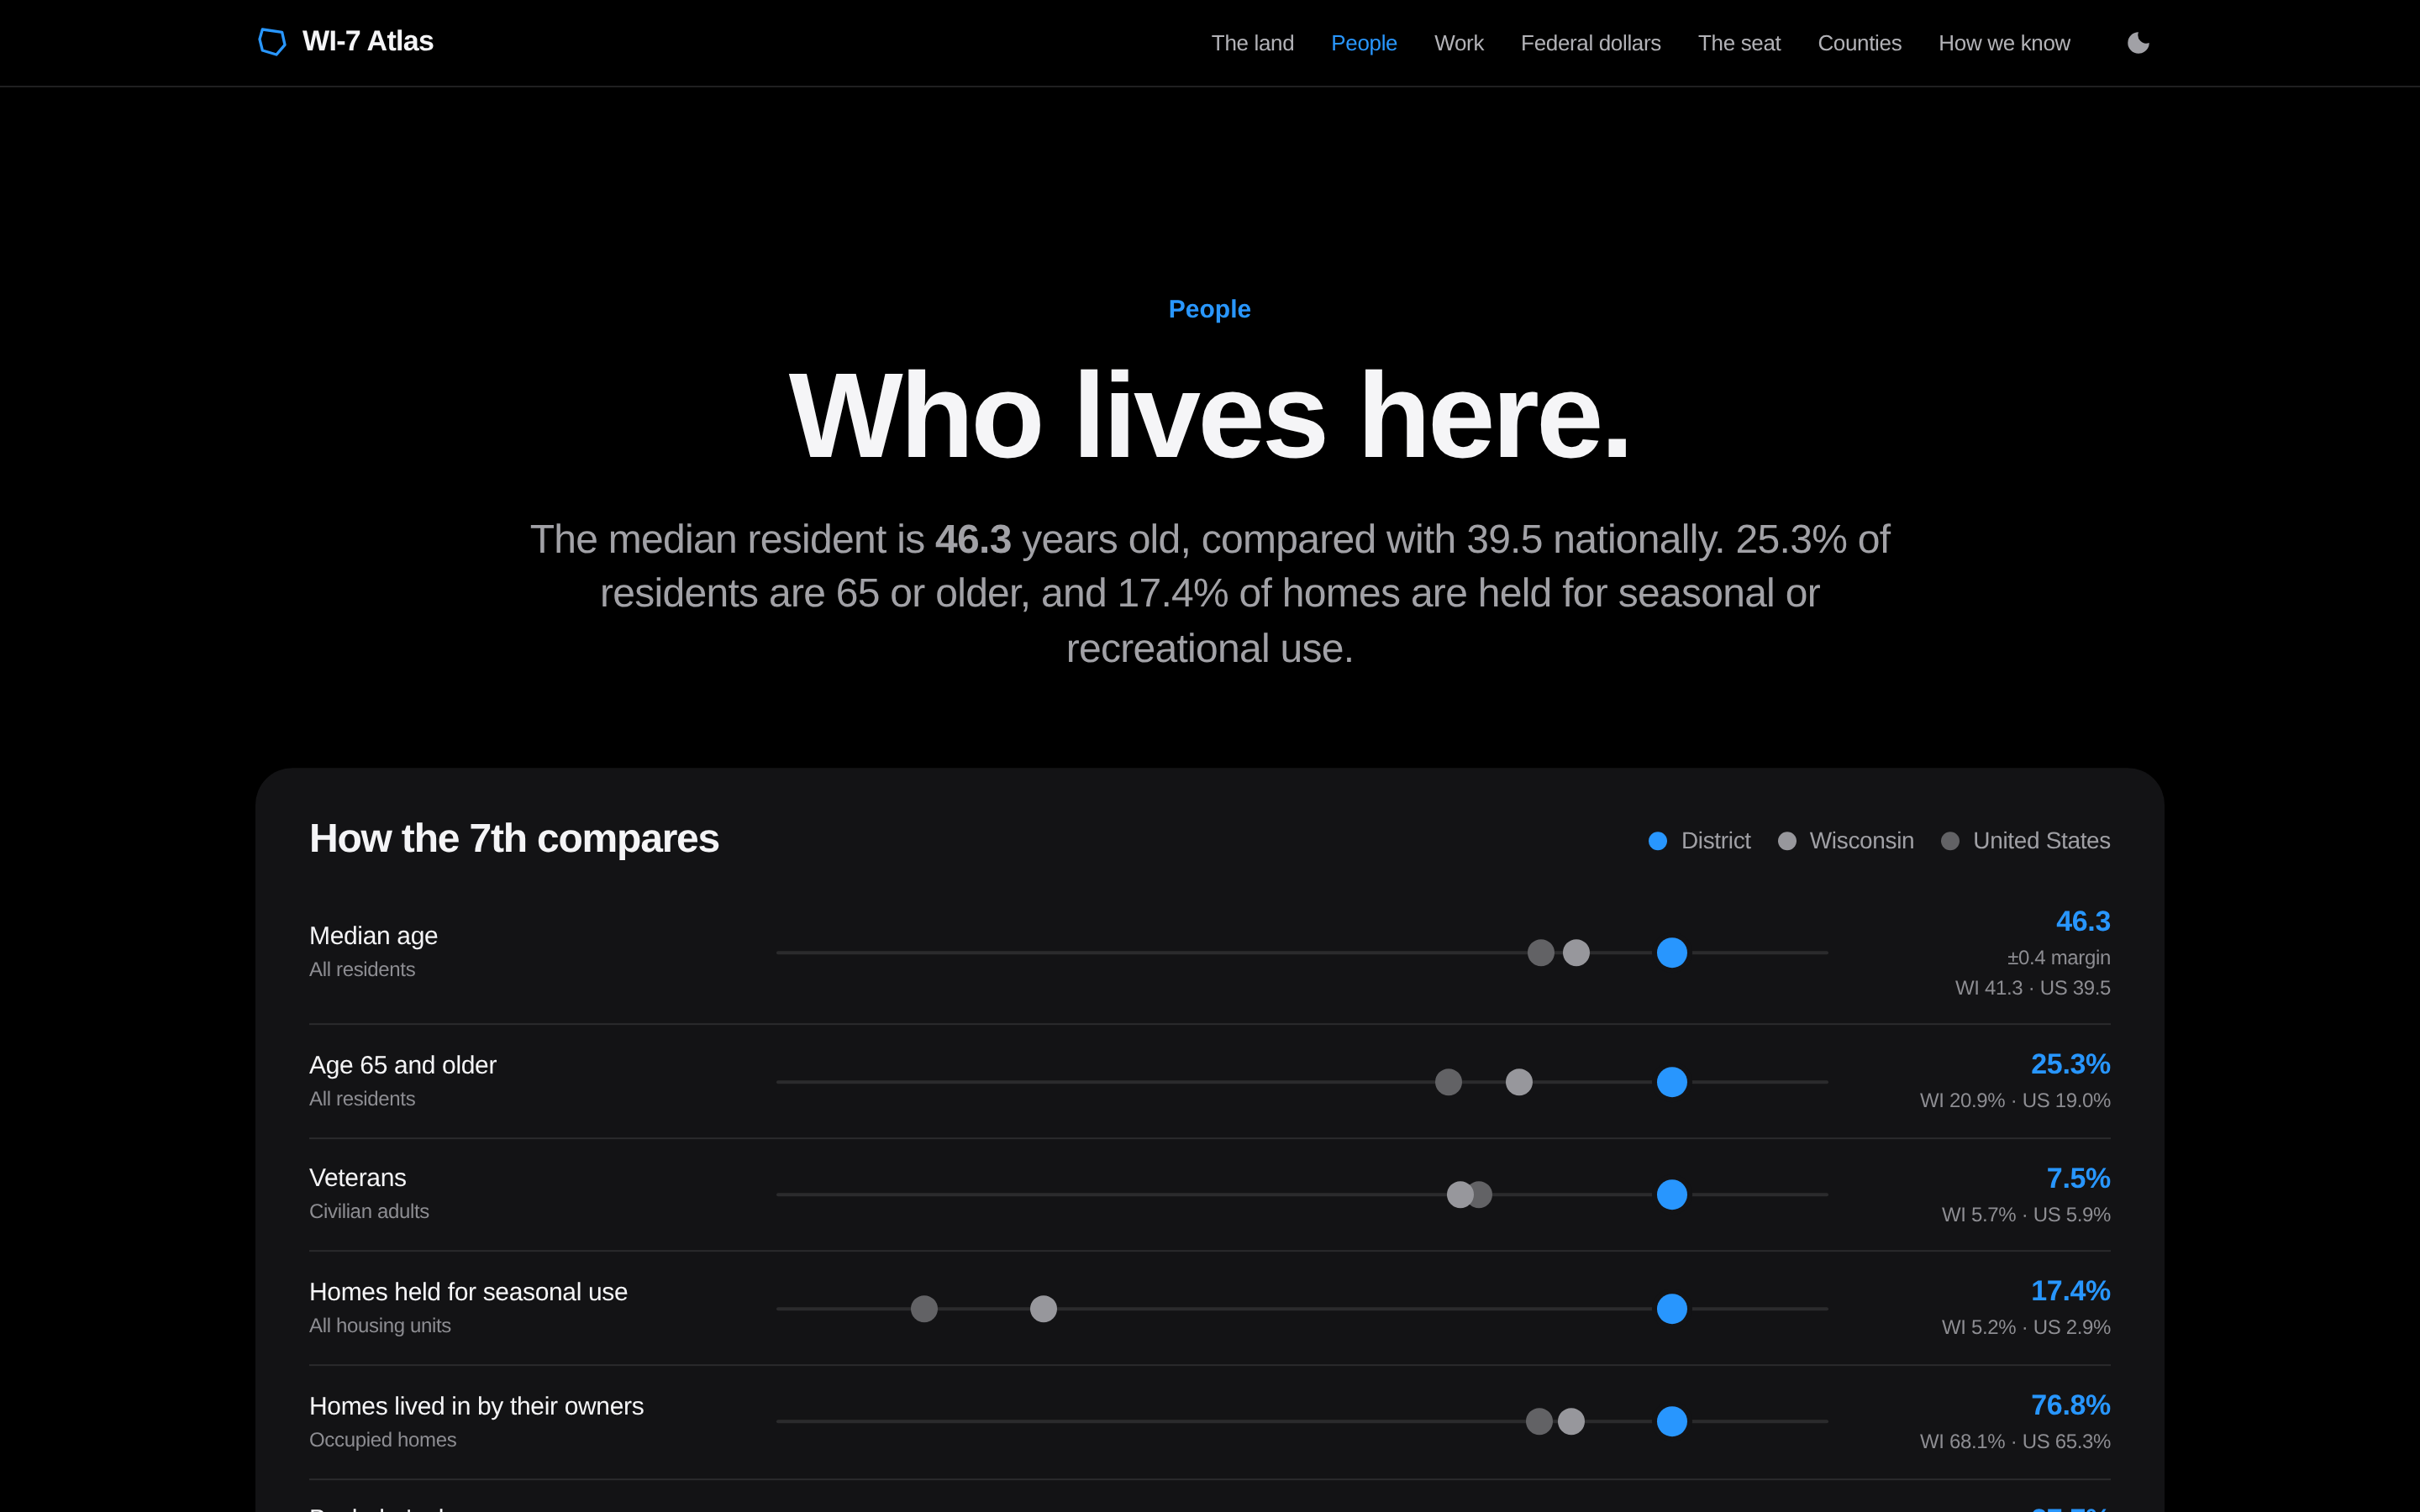 WI-7 Atlas
The land People Work Federal dollars The seat Counties How we know
People
Who lives here.
The median resident is 46.3 years old, compared with 39.5 nationally. 25.3% of
residents are 65 or older, and 17.4% of homes are held for seasonal or
recreational use.
How the 7th compares
District Wisconsin United States
Median age
All residents
46.3
±0.4 margin
WI 41.3 · US 39.5
Age 65 and older
All residents
25.3%
WI 20.9% · US 19.0%
Veterans
Civilian adults
7.5%
WI 5.7% · US 5.9%
Homes held for seasonal use
All housing units
17.4%
WI 5.2% · US 2.9%
Homes lived in by their owners
Occupied homes
76.8%
WI 68.1% · US 65.3%